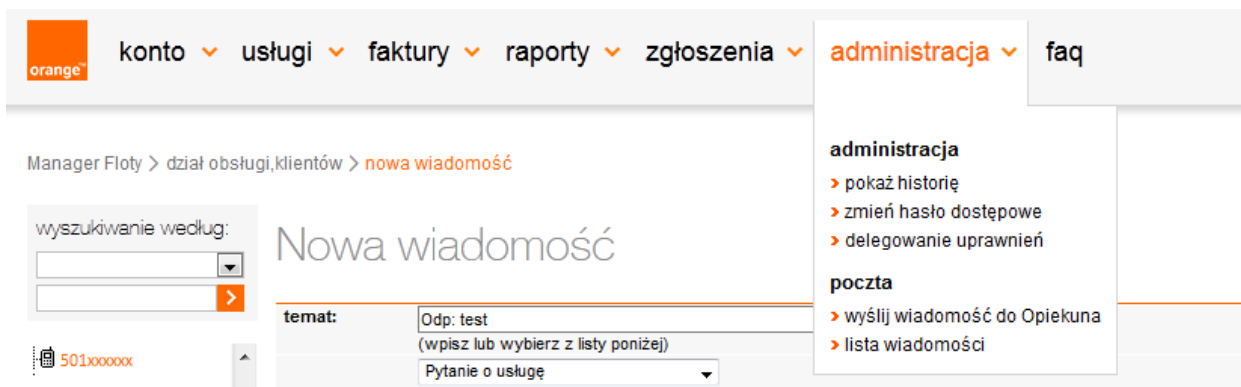 orange™
konto usługi faktury raporty zgłoszenia administracja faq
administracja
pokaż historię
zmień hasło dostępowe
delegowanie uprawnień
poczta
wyślij wiadomość do Opiekuna
lista wiadomości
Manager Floty > dział obsługi,klientów > nowa wiadomość
wyszukiwanie według:
501xxxxxx
Nowa wiadomość
temat: Odp: test
(wpisz lub wybierz z listy poniżej)
Pytanie o usługę